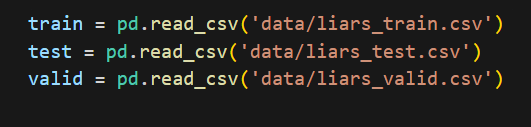 train = pd.read_csv('data/liars_train.csv')
test = pd.read_csv('data/liars_test.csv')
valid = pd.read_csv('data/liars_valid.csv')